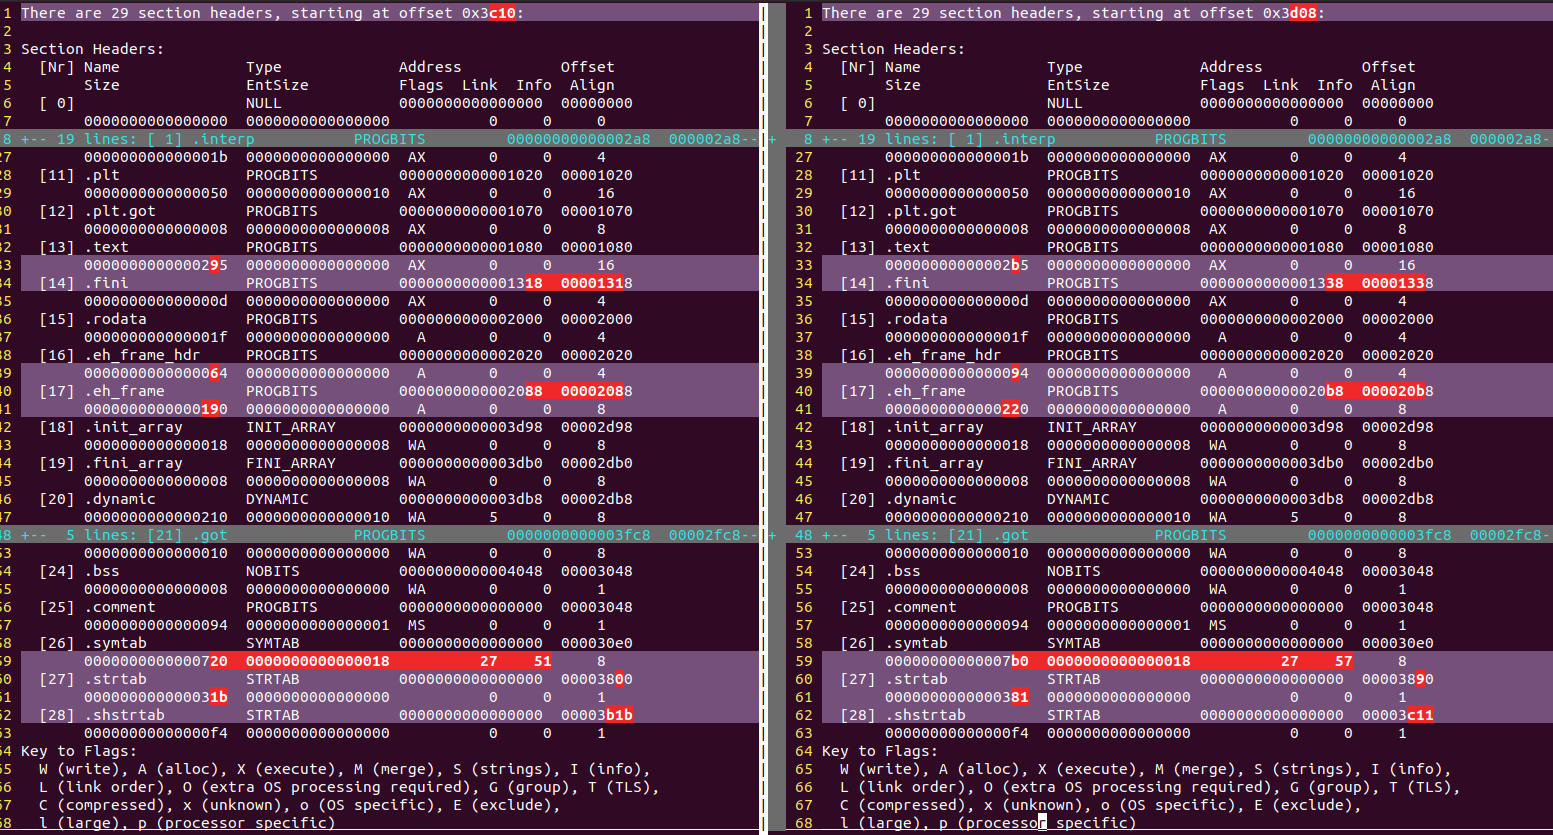 1 There are 29 section headers, starting at offset 0x3c10:
2
3 Section Headers:
4 [Nr] Name Type Address Offset
5 Size EntSize Flags Link Info Align
6 [ 0] NULL 0000000000000000 00000000
7 0000000000000000 0000000000000000 0 0 0
8 +-- 19 lines: [ 1] .interp PROGBITS 00000000000002a8 000002a8--
27 000000000000001b 0000000000000000 AX 0 0 4
28 [11] .plt PROGBITS 0000000000001020 00001020
29 0000000000000050 0000000000000010 AX 0 0 16
30 [12] .plt.got PROGBITS 0000000000001070 00001070
31 0000000000000008 0000000000000008 AX 0 0 8
32 [13] .text PROGBITS 0000000000001080 00001080
33 0000000000000295 0000000000000000 AX 0 0 16
34 [14] .fini PROGBITS 0000000000001318 00001318
35 000000000000000d 0000000000000000 AX 0 0 4
36 [15] .rodata PROGBITS 0000000000002000 00002000
37 000000000000001f 0000000000000000 A 0 0 4
38 [16] .eh_frame_hdr PROGBITS 0000000000002020 00002020
39 0000000000000064 0000000000000000 A 0 0 4
40 [17] .eh_frame PROGBITS 0000000000002088 00002088
41 0000000000000190 0000000000000000 A 0 0 8
42 [18] .init_array INIT_ARRAY 0000000000003d98 00002d98
43 0000000000000018 0000000000000008 WA 0 0 8
44 [19] .fini_array FINI_ARRAY 0000000000003db0 00002db0
45 0000000000000008 0000000000000008 WA 0 0 8
46 [20] .dynamic DYNAMIC 0000000000003db8 00002db8
47 0000000000000210 0000000000000010 WA 5 0 8
48 +-- 5 lines: [21] .got PROGBITS 0000000000003fc8 00002fc8--
53 0000000000000010 0000000000000000 WA 0 0 8
54 [24] .bss NOBITS 0000000000004048 00003048
55 0000000000000008 0000000000000000 WA 0 0 1
56 [25] .comment PROGBITS 0000000000000000 00003048
57 0000000000000094 0000000000000001 MS 0 0 1
58 [26] .symtab SYMTAB 0000000000000000 000030e0
59 0000000000000720 0000000000000018 27 51 8
60 [27] .strtab STRTAB 0000000000000000 00003800
61 000000000000031b 0000000000000000 0 0 1
62 [28] .shstrtab STRTAB 0000000000000000 00003b1b
63 00000000000000f4 0000000000000000 0 0 1
64 Key to Flags:
65 W (write), A (alloc), X (execute), M (merge), S (strings), I (info),
66 L (link order), O (extra OS processing required), G (group), T (TLS),
67 C (compressed), x (unknown), o (OS specific), E (exclude),
68 l (large), p (processor specific)
1 There are 29 section headers, starting at offset 0x3d08:
2
3 Section Headers:
4 [Nr] Name Type Address Offset
5 Size EntSize Flags Link Info Align
6 [ 0] NULL 0000000000000000 00000000
7 0000000000000000 0000000000000000 0 0 0
+ 8 +-- 19 lines: [ 1] .interp PROGBITS 00000000000002a8 000002a8-
27 000000000000001b 0000000000000000 AX 0 0 4
28 [11] .plt PROGBITS 0000000000001020 00001020
29 0000000000000050 0000000000000010 AX 0 0 16
30 [12] .plt.got PROGBITS 0000000000001070 00001070
31 0000000000000008 0000000000000008 AX 0 0 8
32 [13] .text PROGBITS 0000000000001080 00001080
33 00000000000002b5 0000000000000000 AX 0 0 16
34 [14] .fini PROGBITS 0000000000001338 00001338
35 000000000000000d 0000000000000000 AX 0 0 4
36 [15] .rodata PROGBITS 0000000000002000 00002000
37 000000000000001f 0000000000000000 A 0 0 4
38 [16] .eh_frame_hdr PROGBITS 0000000000002020 00002020
39 0000000000000094 0000000000000000 A 0 0 4
40 [17] .eh_frame PROGBITS 00000000000020b8 000020b8
41 0000000000000220 0000000000000000 A 0 0 8
42 [18] .init_array INIT_ARRAY 0000000000003d98 00002d98
43 0000000000000018 0000000000000008 WA 0 0 8
44 [19] .fini_array FINI_ARRAY 0000000000003db0 00002db0
45 0000000000000008 0000000000000008 WA 0 0 8
46 [20] .dynamic DYNAMIC 0000000000003db8 00002db8
47 0000000000000210 0000000000000010 WA 5 0 8
+ 48 +-- 5 lines: [21] .got PROGBITS 0000000000003fc8 00002fc8-
53 0000000000000010 0000000000000000 WA 0 0 8
54 [24] .bss NOBITS 0000000000004048 00003048
55 0000000000000008 0000000000000000 WA 0 0 1
56 [25] .comment PROGBITS 0000000000000000 00003048
57 0000000000000094 0000000000000001 MS 0 0 1
58 [26] .symtab SYMTAB 0000000000000000 000030e0
59 00000000000007b0 0000000000000018 27 57 8
60 [27] .strtab STRTAB 0000000000000000 00003890
61 0000000000000381 0000000000000000 0 0 1
62 [28] .shstrtab STRTAB 0000000000000000 00003c11
63 00000000000000f4 0000000000000000 0 0 1
64 Key to Flags:
65 W (write), A (alloc), X (execute), M (merge), S (strings), I (info),
66 L (link order), O (extra OS processing required), G (group), T (TLS),
67 C (compressed), x (unknown), o (OS specific), E (exclude),
68 l (large), p (processor specific)